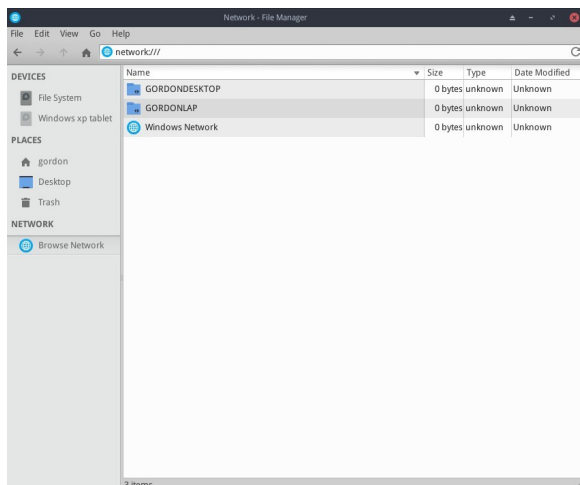 Network - File Manager
File Edit View Go Help
network:///
DEVICES
File System
Windows xp tablet
PLACES
gordon
Desktop
Trash
NETWORK
Browse Network
Name Size Type Date Modified
GORDONDESKTOP 0 bytes unknown Unknown
GORDONLAP 0 bytes unknown Unknown
Windows Network 0 bytes unknown Unknown
3 items